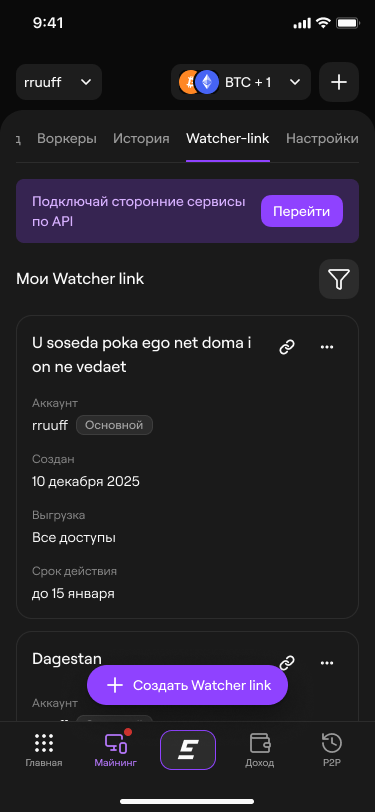 9:41
rruuff
BTC + 1
д
Воркеры
История
Watcher-link
Настройки
Подключай сторонние сервисы
по API
Перейти
Мои Watcher link
U soseda poka ego net doma i
on ne vedaet
Аккаунт
rruuff
Основной
Создан
10 декабря 2025
Выгрузка
Все доступы
Срок действия
до 15 января
Dagestan
Создать Watcher link
Аккаунт
Главная
Майнинг
Доход
P2P